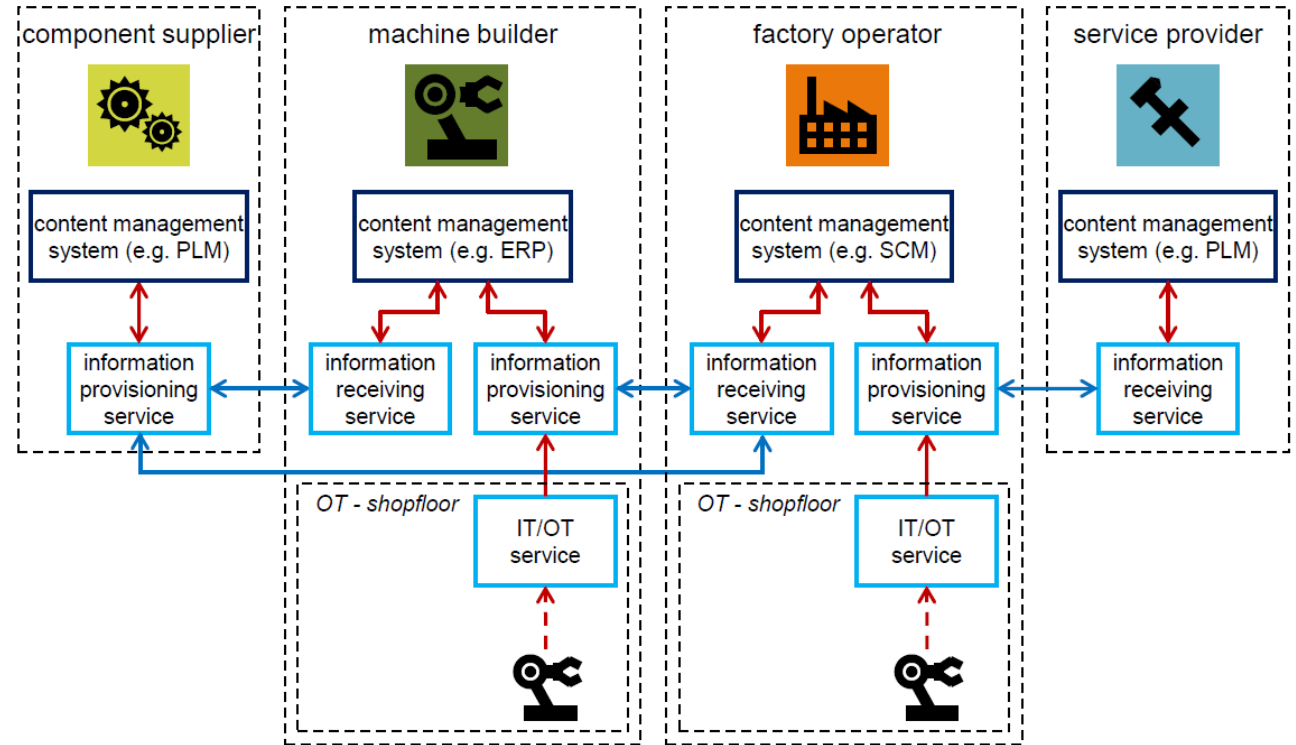 component supplier
machine builder
factory operator
service provider
content management
system (e.g. PLM)
content management
system (e.g. ERP)
content management
system (e.g. SCM)
content management
system (e.g. PLM)
information
provisioning
service
information
receiving
service
information
provisioning
service
information
receiving
service
information
provisioning
service
information
receiving
service
OT - shopfloor
IT/OT
service
OT - shopfloor
IT/OT
service